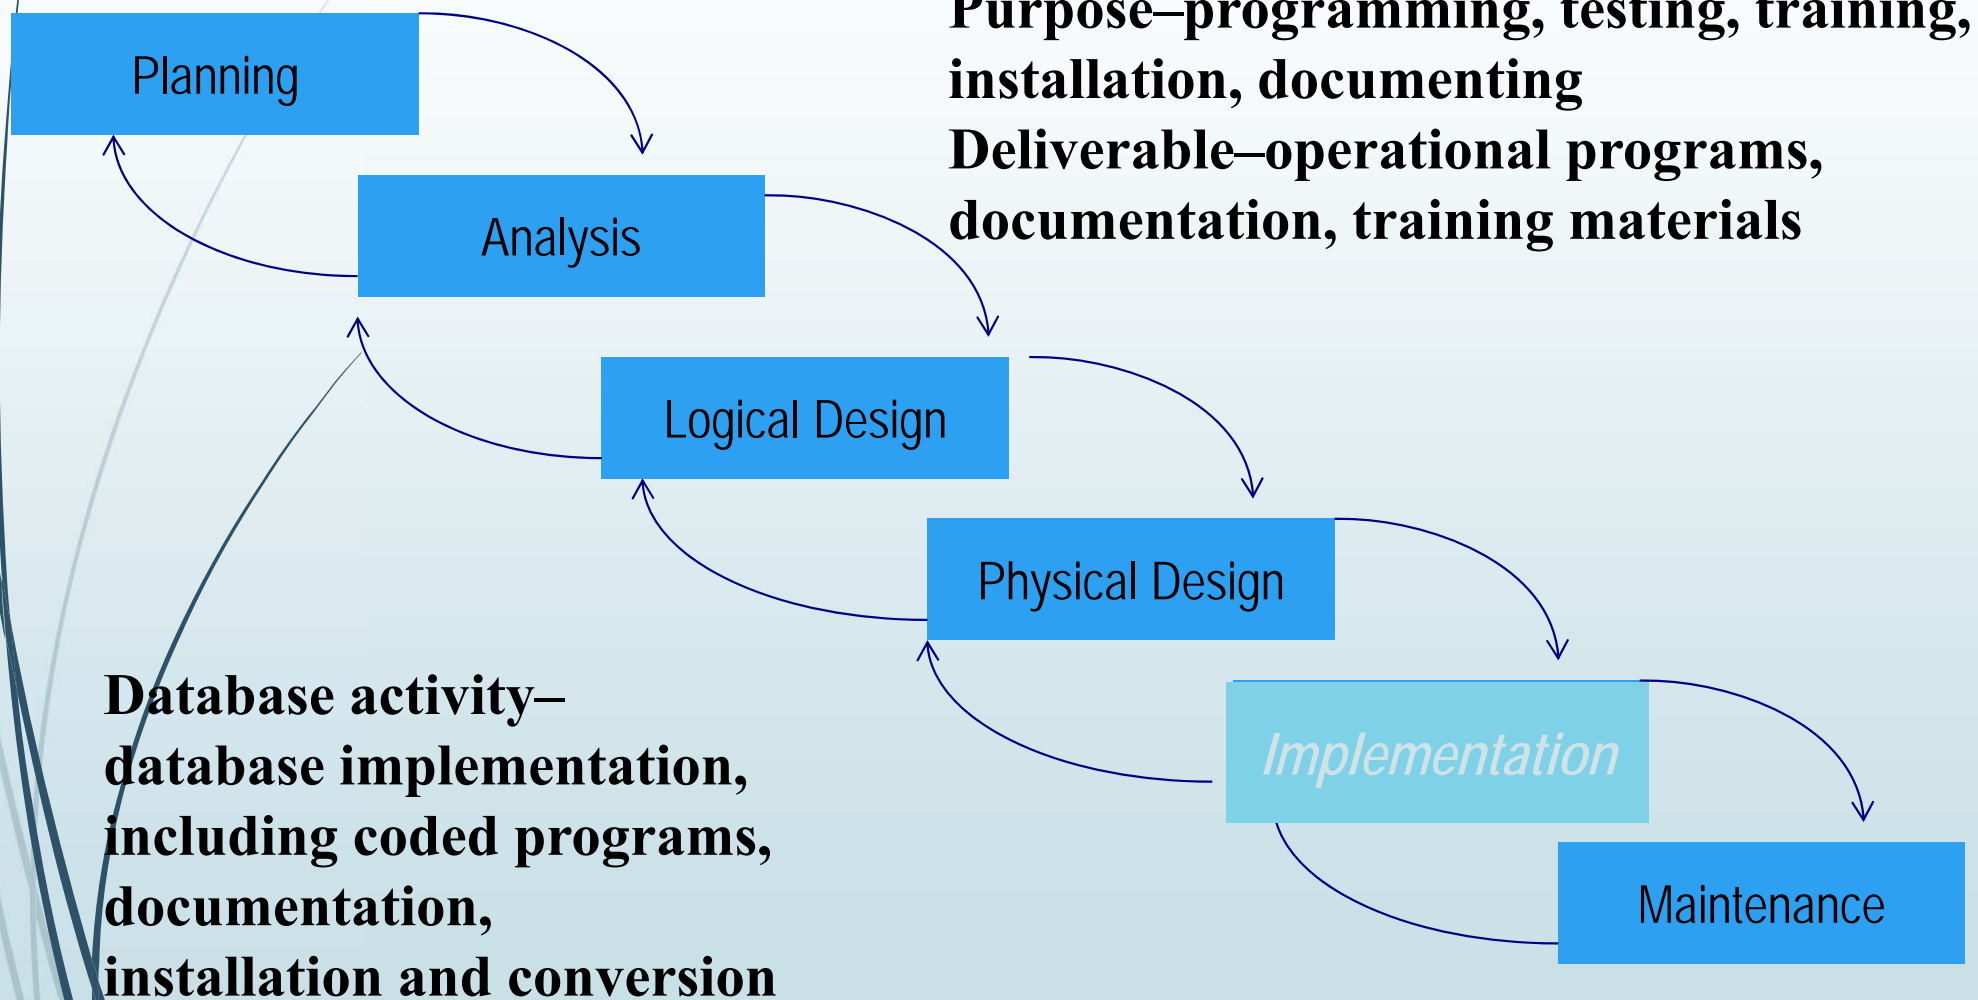 Purpose–programming, testing, training,
installation, documenting
Deliverable–operational programs,
documentation, training materials
Planning
Analysis
Logical Design
Physical Design
Implementation
Maintenance
Database activity–
database implementation,
including coded programs,
documentation,
installation and conversion